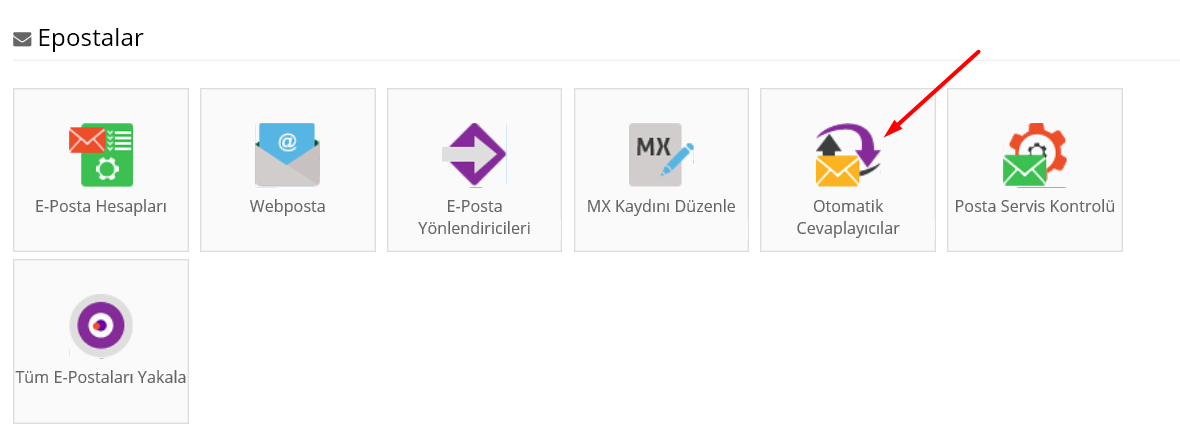 Epostalar
E-Posta Hesapları
Webposta
@
E-Posta
Yönlendiricileri
MX
MX Kaydını Düzenle
Otomatik
Cevaplayıcılar
Posta Servis Kontrolü
Tüm E-Postaları Yakala